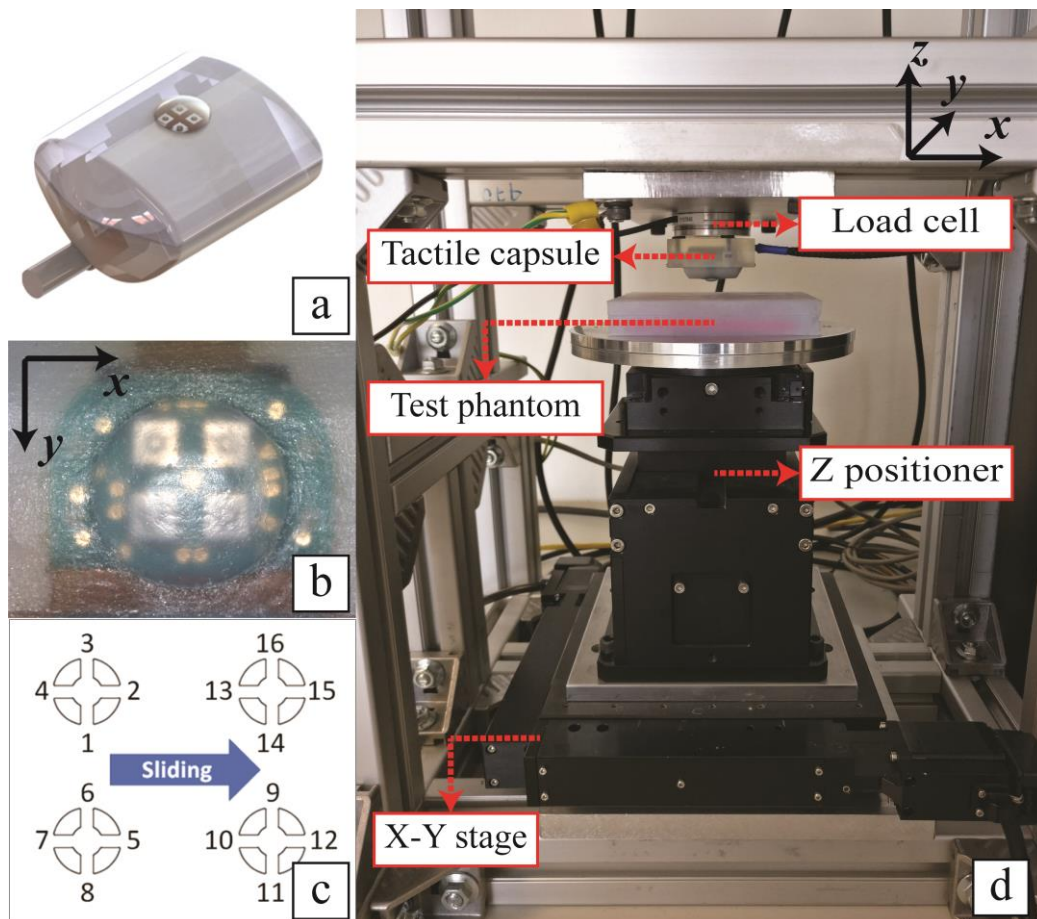 a
x
y
b
3
16
4
2
13
15
1
14
Sliding
6
9
7
5
10
12
8
11
c
z
y
x
Load cell
Tactile capsule
Test phantom
Z positioner
X-Y stage
d